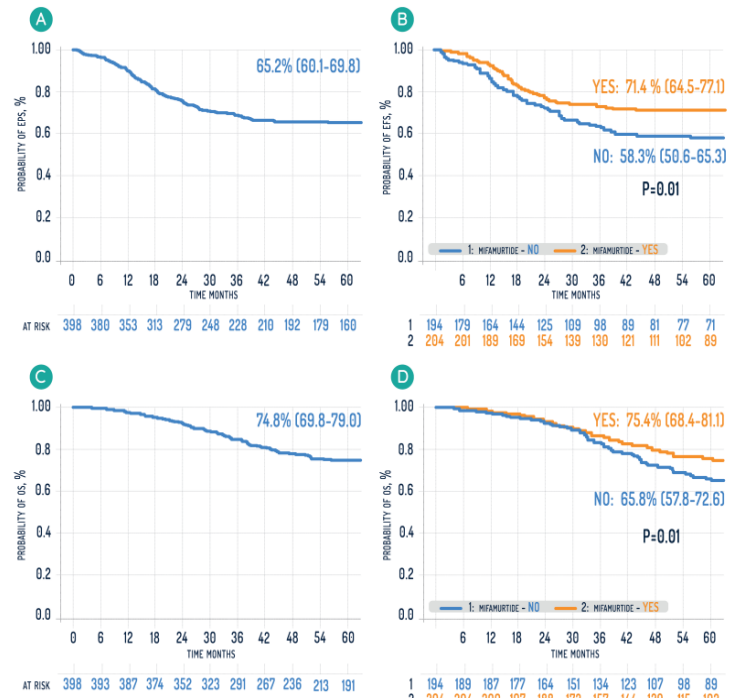 A
1.00
0.8
0.6
0.4
0.2
0.0
PROBABILITY OF EPS, %
65.2% (60.1-69.8)
0 6 12 18 24 30 36 42 48 54 60
TIME MONTHS
AT RISK 398 380 353 313 279 248 228 210 192 179 160
B
1.00
0.8
0.6
0.4
0.2
0.0
PROBABILITY OF EFS, %
YES: 71.4 % (64.5-77.1)
NO: 58.3% (50.6-65.3)
P=0.01
1: MIFAMURTIDE - NO 2: MIFAMURTIDE - YES
6 12 18 24 30 36 42 48 54 60
TIME MONTHS
1 194 179 164 144 125 109 98 89 81 77 71
2 204 201 189 169 154 139 130 121 111 102 89
C
1.00
0.8
0.6
0.4
0.2
0.0
PROBABILITY OF OS, %
74.8% (69.8-79.0)
0 6 12 18 24 30 36 42 48 54 60
TIME MONTHS
AT RISK 398 393 387 374 352 323 291 267 236 213 191
D
1.00
0.8
0.6
0.4
0.2
0.0
PROBABILITY OF OS, %
YES: 75.4% (68.4-81.1)
NO: 65.8% (57.8-72.6)
P=0.01
1: MIFAMURTIDE - NO 2: MIFAMURTIDE - YES
6 12 18 24 30 36 42 48 54 60
TIME MONTHS
1 194 189 187 177 164 151 134 123 107 98 89